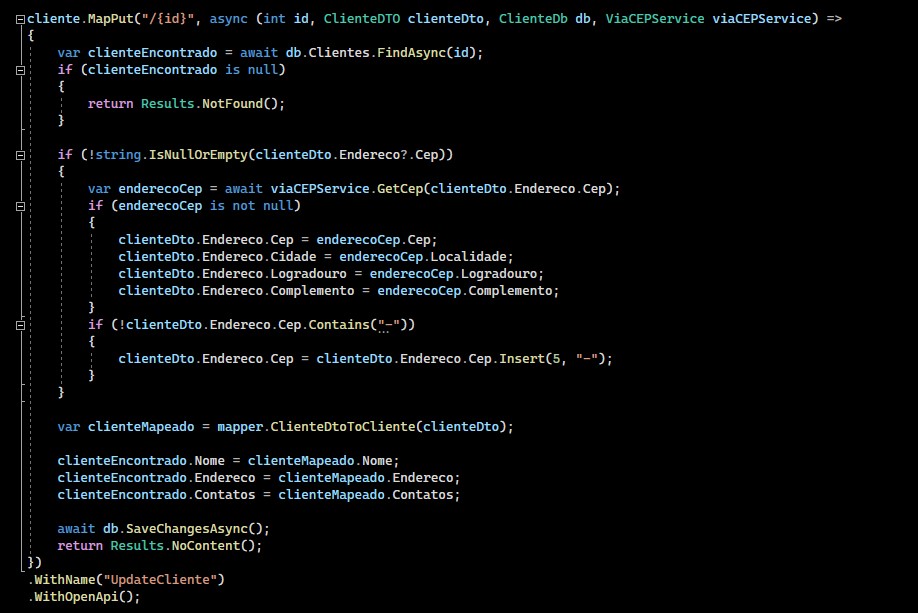 cliente.MapPut("/{id}", async (int id, ClienteDTO clienteDto, ClienteDb db, ViaCEPService viaCEPService) =>
{
    var clienteEncontrado = await db.Clientes.FindAsync(id);
    if (clienteEncontrado is null)
    {
        return Results.NotFound();
    }

    if (!string.IsNullOrEmpty(clienteDto.Endereco?.Cep))
    {
        var enderecoCep = await viaCEPService.GetCep(clienteDto.Endereco.Cep);
        if (enderecoCep is not null)
        {
            clienteDto.Endereco.Cep = enderecoCep.Cep;
            clienteDto.Endereco.Cidade = enderecoCep.Localidade;
            clienteDto.Endereco.Logradouro = enderecoCep.Logradouro;
            clienteDto.Endereco.Complemento = enderecoCep.Complemento;
        }
        if (!clienteDto.Endereco.Cep.Contains("-"))
        {
            clienteDto.Endereco.Cep = clienteDto.Endereco.Cep.Insert(5, "-");
        }
    }

    var clienteMapeado = mapper.ClienteDtoToCliente(clienteDto);

    clienteEncontrado.Nome = clienteMapeado.Nome;
    clienteEncontrado.Endereco = clienteMapeado.Endereco;
    clienteEncontrado.Contatos = clienteMapeado.Contatos;

    await db.SaveChangesAsync();
    return Results.NoContent();
})
.WithName("UpdateCliente")
.WithOpenApi();